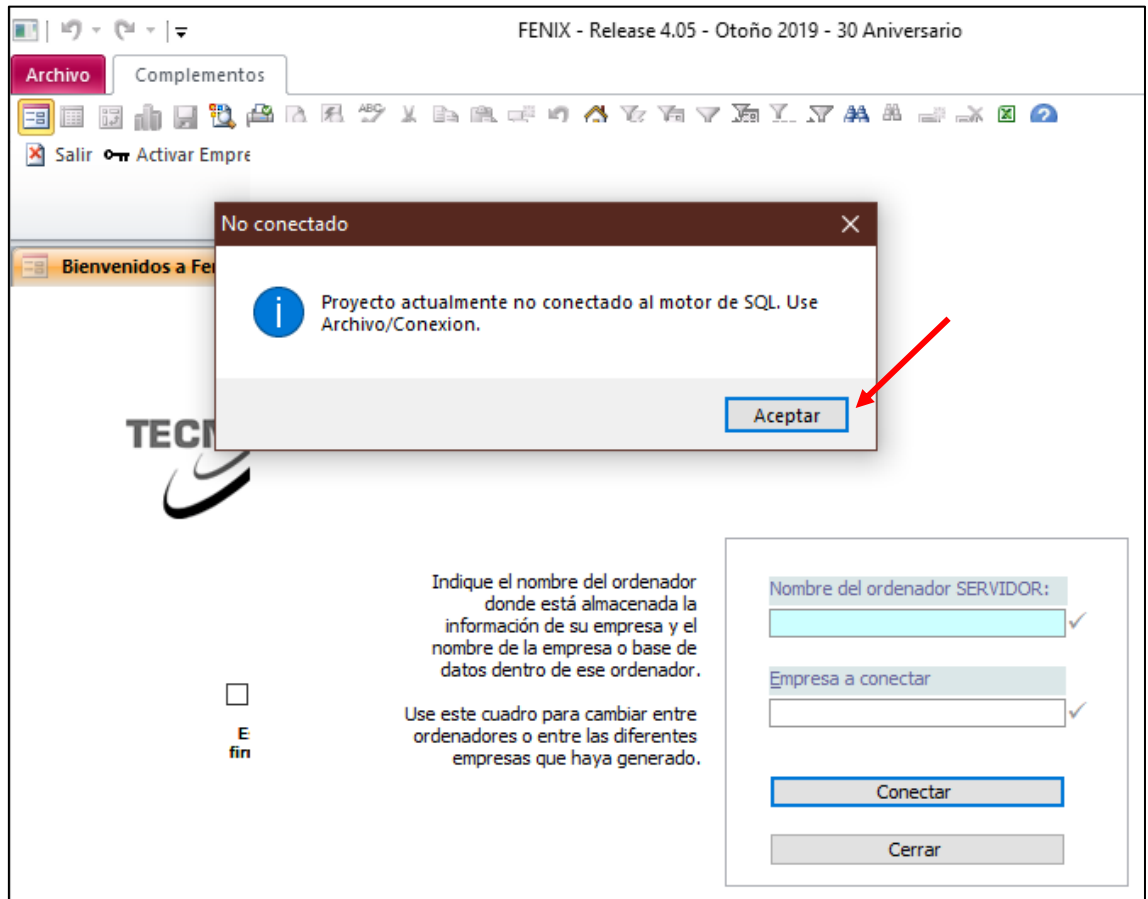 FENIX - Release 4.05 - Otoño 2019 - 30 Aniversario
Archivo
Complementos
ABC
Salir
Activar Empre
No conectado
Bienvenidos a Fe
Proyecto actualmente no conectado al motor de SQL. Use
Archivo/Conexion.
Aceptar
TECN
Indique el nombre del ordenador
donde está almacenada la
información de su empresa y el
nombre de la empresa o base de
datos dentro de ese ordenador.
Use este cuadro para cambiar entre
ordenadores o entre las diferentes
empresas que haya generado.
E
fin
Nombre del ordenador SERVIDOR:
Empresa a conectar
Conectar
Cerrar